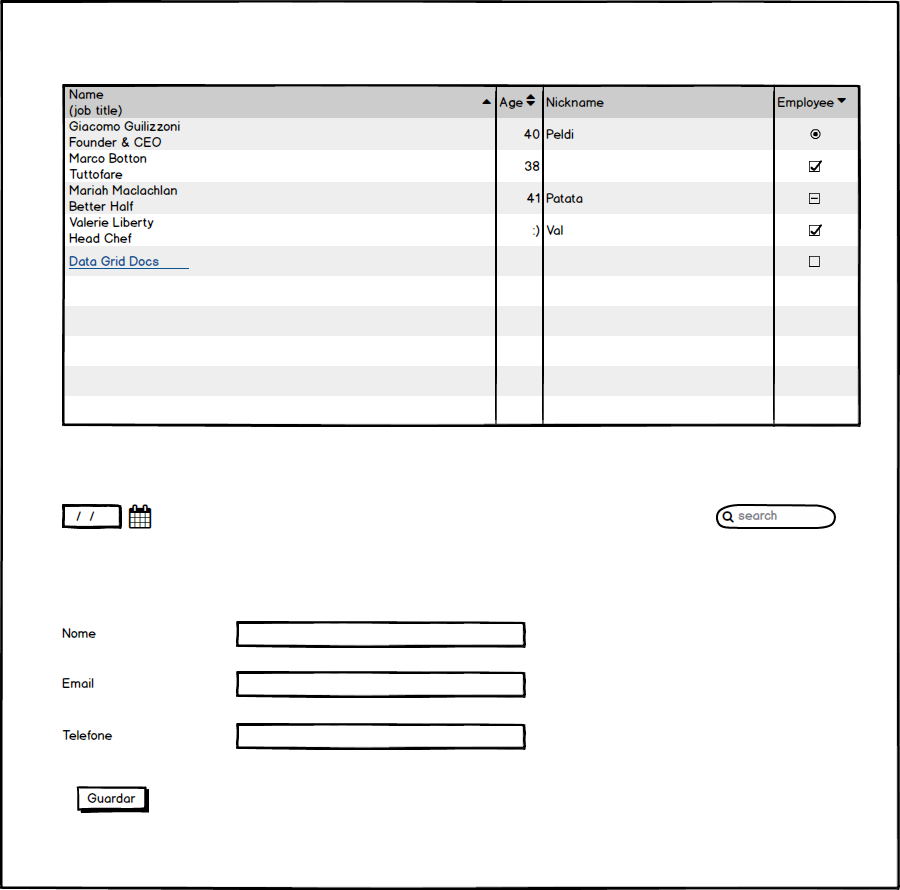 Name
(job title)
Age
Nickname
Employee
Giacomo Guilizzoni
Founder & CEO
40
Peldi
Marco Botton
Tuttofare
38
Mariah Maclachlan
Better Half
41
Patata
Valerie Liberty
Head Chef
:)
Val
Data Grid Docs
/ /
search
Nome
Email
Telefone
Guardar